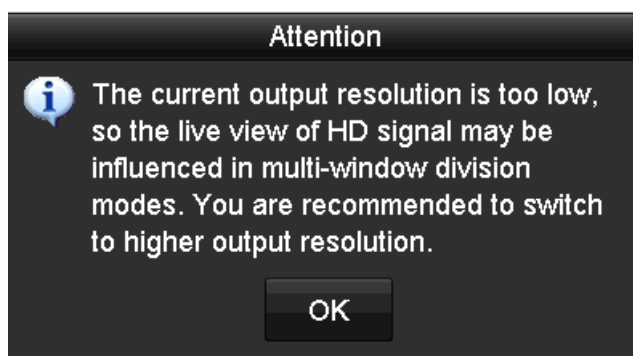 Attention
The current output resolution is too low,
so the live view of HD signal may be
influenced in multi-window division
modes. You are recommended to switch
to higher output resolution.
OK